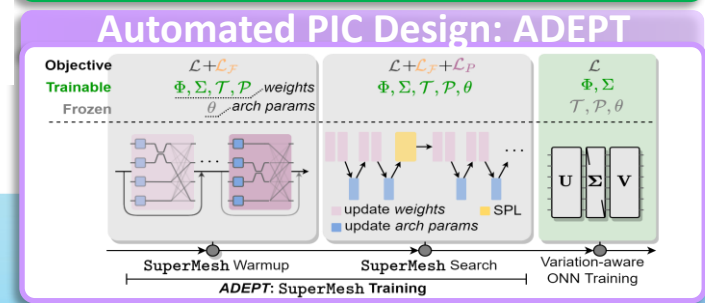 Automated PIC Design: ADEPT
Objective
ℒ+ℒ_F
ℒ+ℒ_F+ℒ_P
ℒ
Trainable
Φ, Σ, 𝒯, 𝒫 weights
Φ, Σ, 𝒯, 𝒫, θ
Φ, Σ
Frozen
θ arch params
𝒯, 𝒫, θ
...
...
update weights
SPL
update arch params
U Σ V
SuperMesh Warmup
SuperMesh Search
Variation-aware
ONN Training
ADEPT: SuperMesh Training